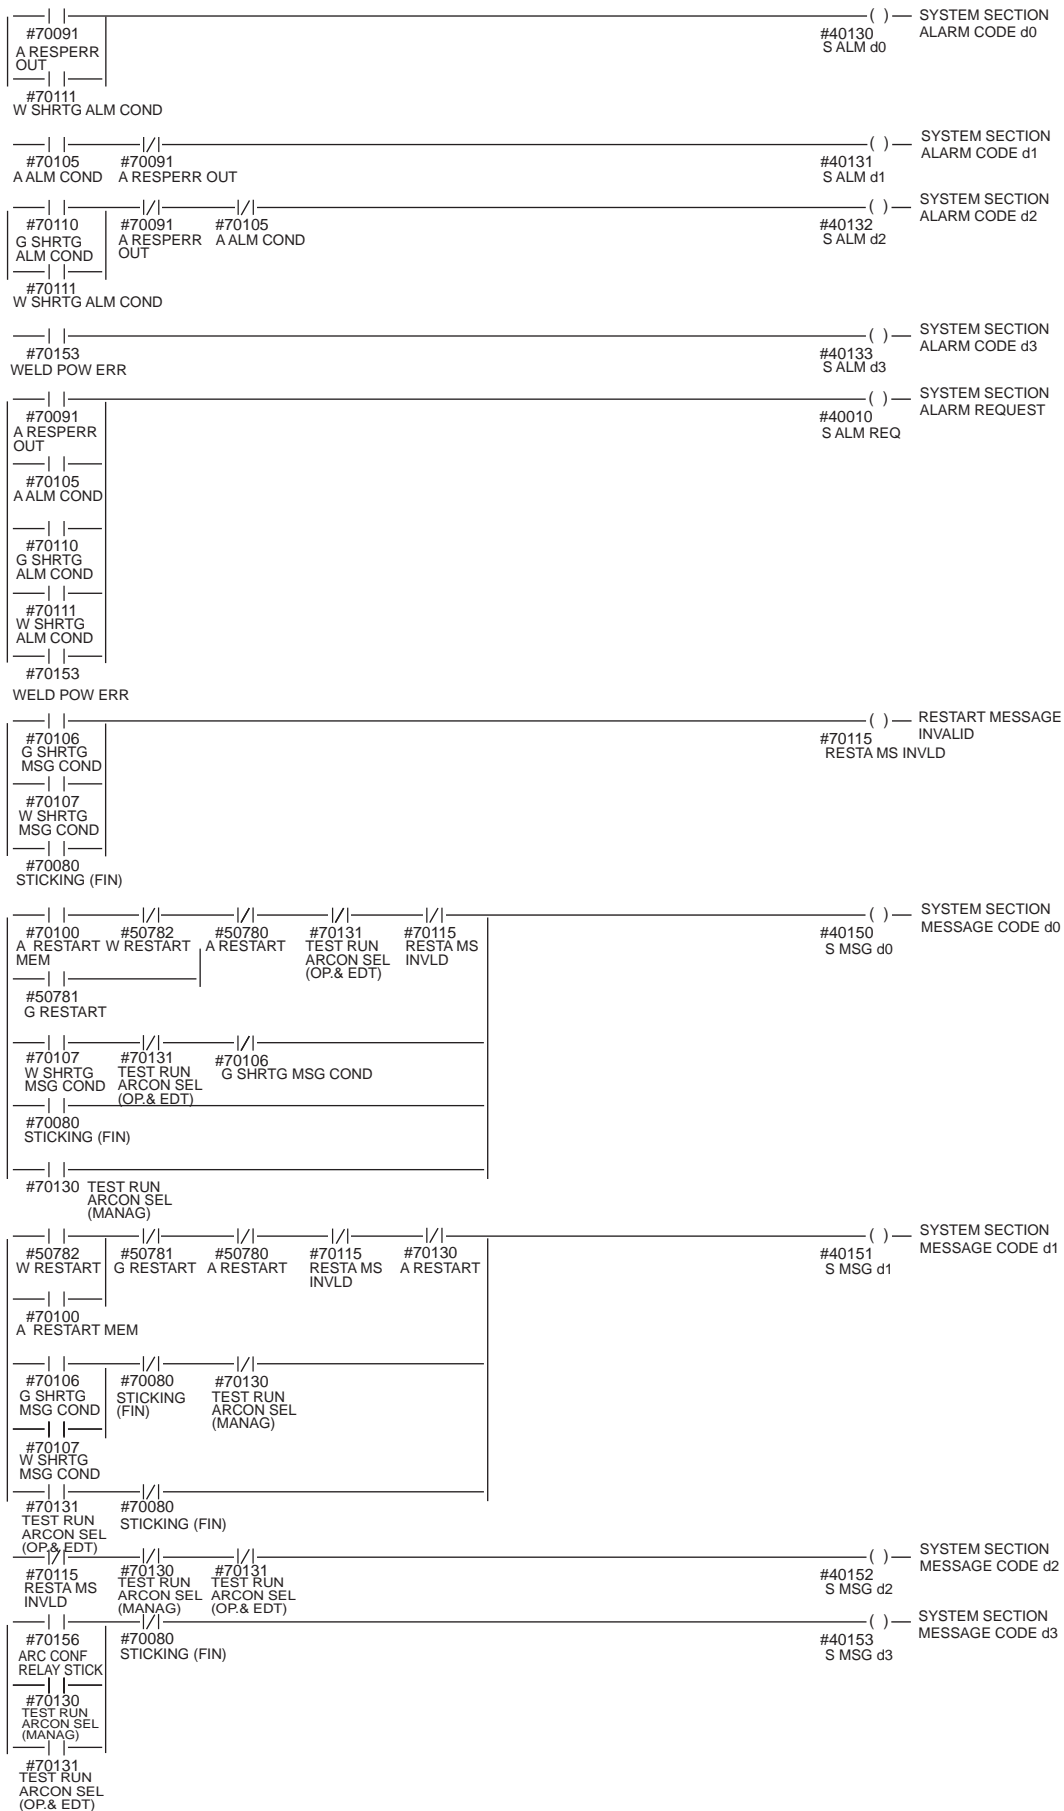 SYSTEM SECTION
ALARM CODE d0
#70091
A RESPERR
OUT
#40130
S ALM d0
#70111
W SHRTG ALM COND
SYSTEM SECTION
ALARM CODE d1
#70105
A ALM COND
#70091
A RESPERR OUT
#40131
S ALM d1
SYSTEM SECTION
ALARM CODE d2
#70110
G SHRTG
ALM COND
#70091
A RESPERR
OUT
#70105
A ALM COND
#40132
S ALM d2
#70111
W SHRTG ALM COND
SYSTEM SECTION
ALARM CODE d3
#70153
WELD POW ERR
#40133
S ALM d3
SYSTEM SECTION
ALARM REQUEST
#70091
A RESPERR
OUT
#40010
S ALM REQ
#70105
A ALM COND
#70110
G SHRTG
ALM COND
#70111
W SHRTG
ALM COND
#70153
WELD POW ERR
RESTART MESSAGE
INVALID
#70106
G SHRTG
MSG COND
#70115
RESTA MS INVLD
#70107
W SHRTG
MSG COND
#70080
STICKING (FIN)
SYSTEM SECTION
MESSAGE CODE d0
#70100
A RESTART
MEM
#50782
W RESTART
#50780
A RESTART
#70131
TEST RUN
ARCON SEL
(OP.& EDT)
#70115
RESTA MS
INVLD
#40150
S MSG d0
#50781
G RESTART
#70107
W SHRTG
MSG COND
#70131
TEST RUN
ARCON SEL
(OP.& EDT)
#70106
G SHRTG MSG COND
#70080
STICKING (FIN)
#70130 TEST RUN
ARCON SEL
(MANAG)
SYSTEM SECTION
MESSAGE CODE d1
#50782
W RESTART
#50781
G RESTART
#50780
A RESTART
#70115
RESTA MS
INVLD
#70130
A RESTART
#40151
S MSG d1
#70100
A RESTART MEM
#70106
G SHRTG
MSG COND
#70080
STICKING
(FIN)
#70130
TEST RUN
ARCON SEL
(MANAG)
#70107
W SHRTG
MSG COND
#70131
TEST RUN
ARCON SEL
(OP.& EDT)
#70080
STICKING (FIN)
SYSTEM SECTION
MESSAGE CODE d2
#70115
RESTA MS
INVLD
#70130
TEST RUN
ARCON SEL
(MANAG)
#70131
TEST RUN
ARCON SEL
(OP.& EDT)
#40152
S MSG d2
SYSTEM SECTION
MESSAGE CODE d3
#70156
ARC CONF
RELAY STICK
#70080
STICKING (FIN)
#40153
S MSG d3
#70130
TEST RUN
ARCON SEL
(MANAG)
#70131
TEST RUN
ARCON SEL
(OP.& EDT)